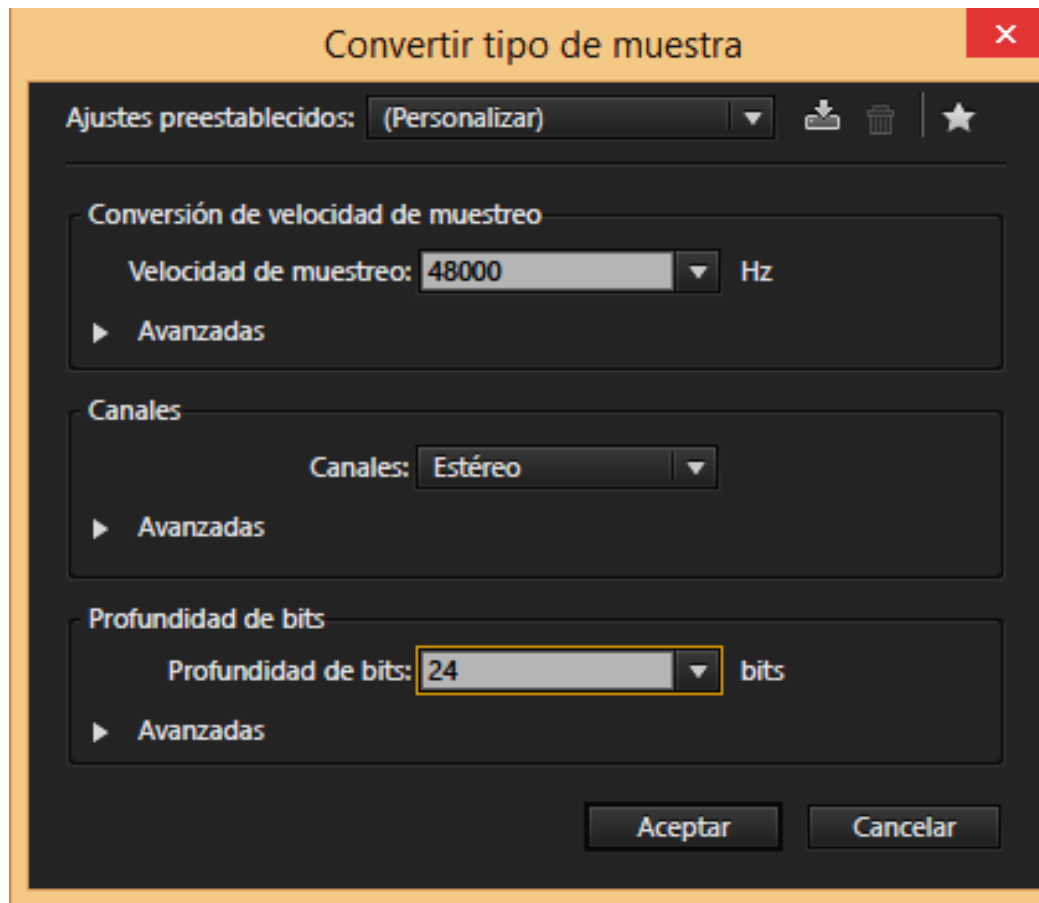 Convertir tipo de muestra
Ajustes preestablecidos: (Personalizar)
Conversión de velocidad de muestreo
Velocidad de muestreo: 48000 Hz
Avanzadas
Canales
Canales: Estéreo
Avanzadas
Profundidad de bits
Profundidad de bits: 24 bits
Avanzadas
Aceptar Cancelar